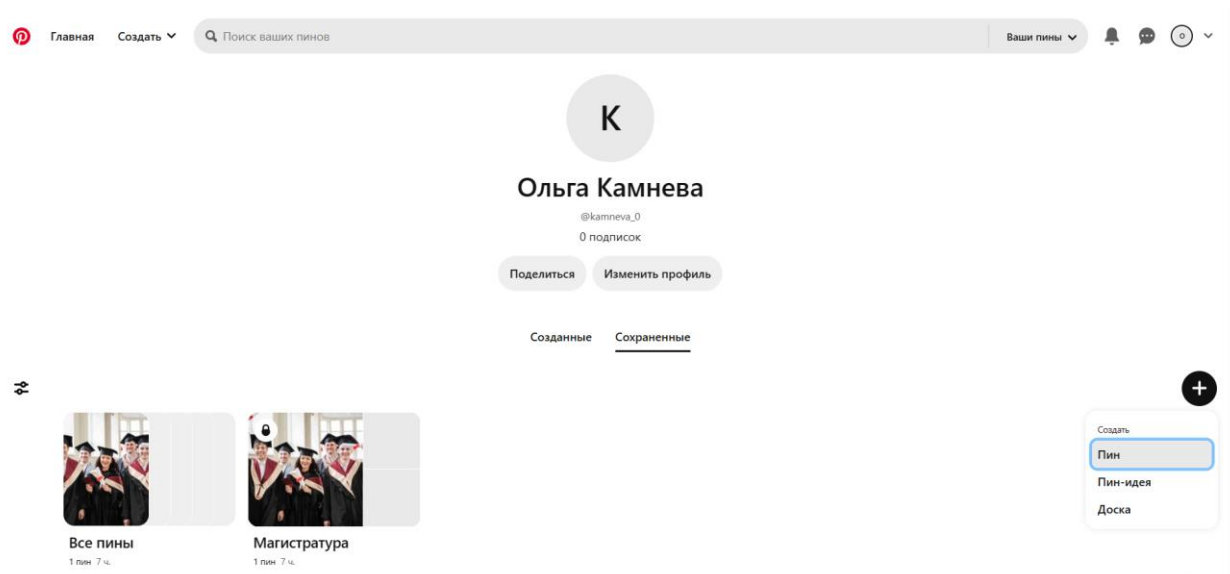 Главная Создать Поиск ваших пинов Ваши пины
К
Ольга Камнева
@kamneva_0
0 подписок
Поделиться Изменить профиль
Созданные Сохраненные
Создать
Пин
Пин-идея
Доска
Все пины Магистратура
1 пин 7 ч. 1 пин 7 ч.